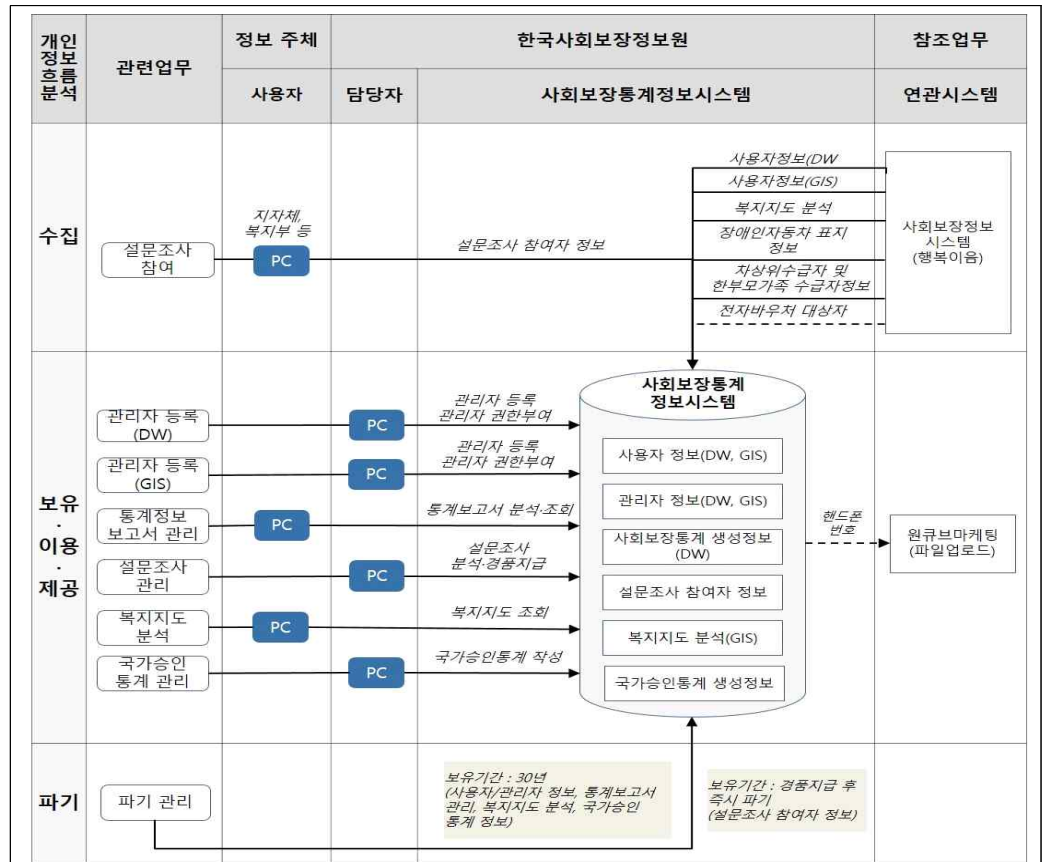 개인
정보
흐름
분석
관련업무
정보 주체
한국사회보장정보원
참조업무
사용자
담당자
사회보장통계정보시스템
연관시스템
수집
설문조사
참여
지자체,
복지부 등
PC
설문조사 참여자 정보
사용자정보(DW
사용자정보(GIS)
복지지도 분석
장애인자동차 표지
정보
차상위수급자 및
한부모가족 수급자정보
전자바우처 대상자
사회보장정보
시스템
(행복이음)
보유
·
이용
·
제공
관리자 등록
(DW)
PC
관리자 등록
관리자 권한부여
관리자 등록
(GIS)
PC
관리자 등록
관리자 권한부여
통계정보
보고서 관리
PC
통계보고서 분석·조회
설문조사
관리
PC
설문조사
분석·경품지급
복지지도
분석
PC
복지지도 조회
국가승인
통계 관리
PC
국가승인통계 작성
사회보장통계
정보시스템
사용자 정보(DW, GIS)
관리자 정보(DW, GIS)
사회보장통계 생성정보
(DW)
설문조사 참여자 정보
복지지도 분석(GIS)
국가승인통계 생성정보
핸드폰
번호
원큐브마케팅
(파일업로드)
파기
파기 관리
보유기간 : 30년
(사용자/관리자 정보, 통계보고서
관리, 복지지도 분석, 국가승인
통계 정보)
보유기간 : 경품지급 후
즉시 파기
(설문조사 참여자 정보)